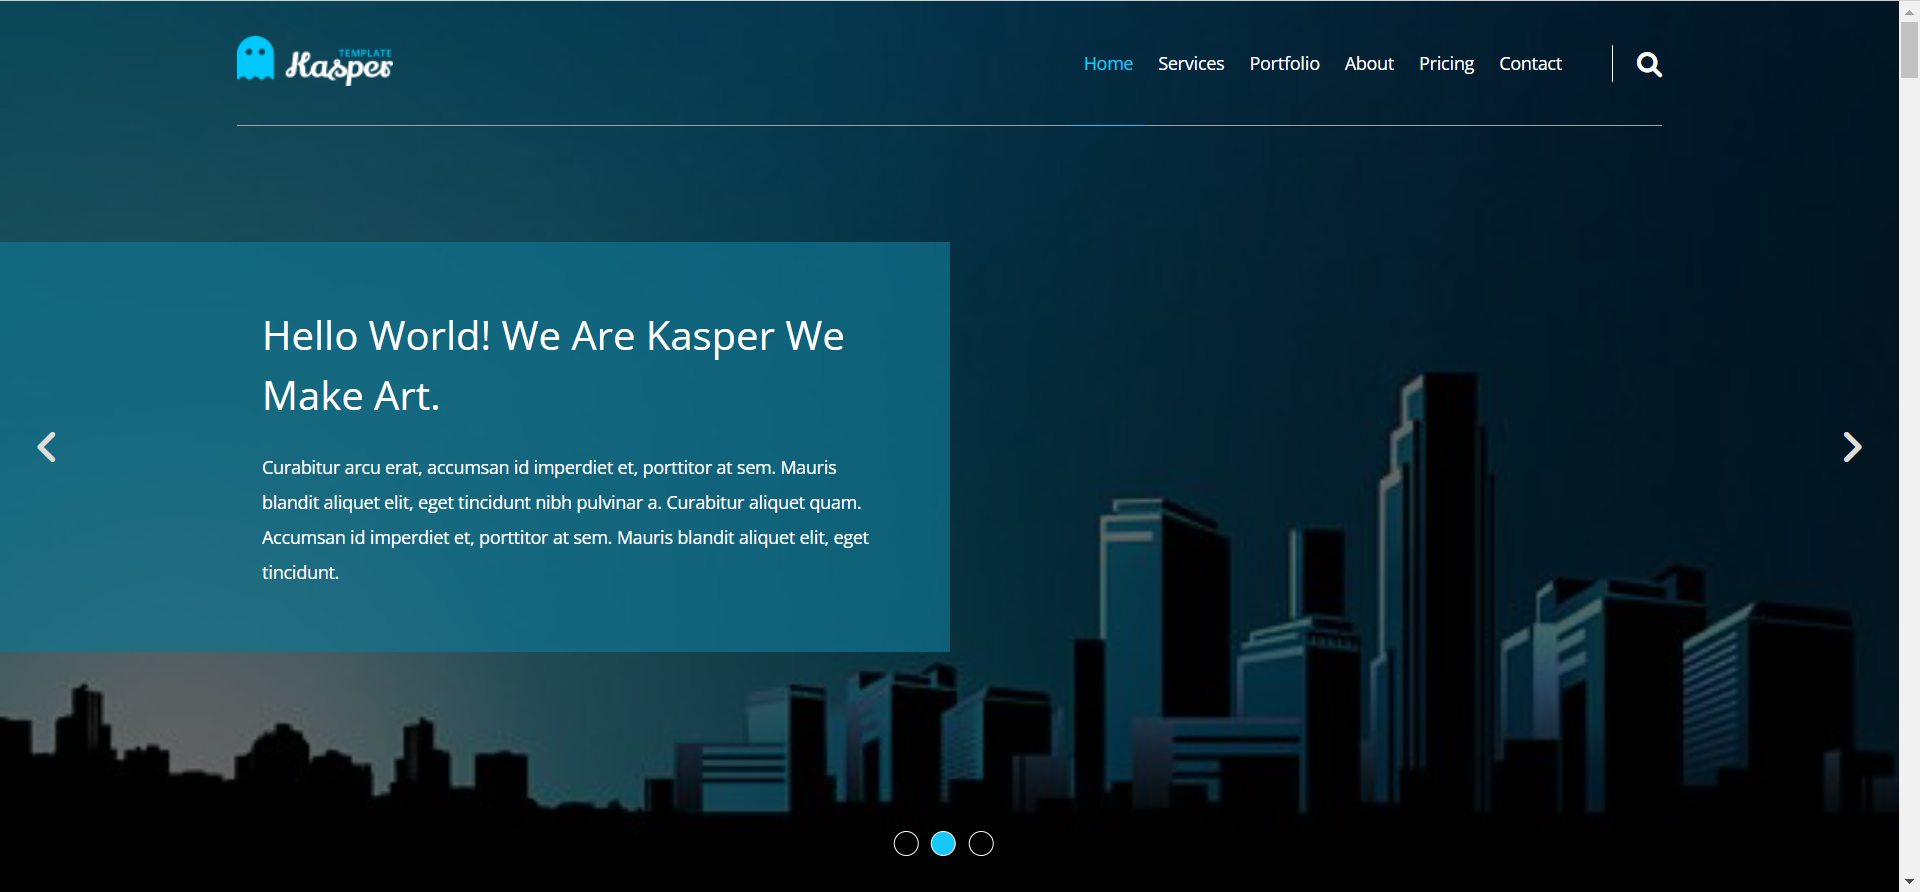 TEMPLATE
Kasper
Home Services Portfolio About Pricing Contact
Hello World! We Are Kasper We
Make Art.
Curabitur arcu erat, accumsan id imperdiet et, porttitor at sem. Mauris
blandit aliquet elit, eget tincidunt nibh pulvinar a. Curabitur aliquet quam.
Accumsan id imperdiet et, porttitor at sem. Mauris blandit aliquet elit, eget
tincidunt.